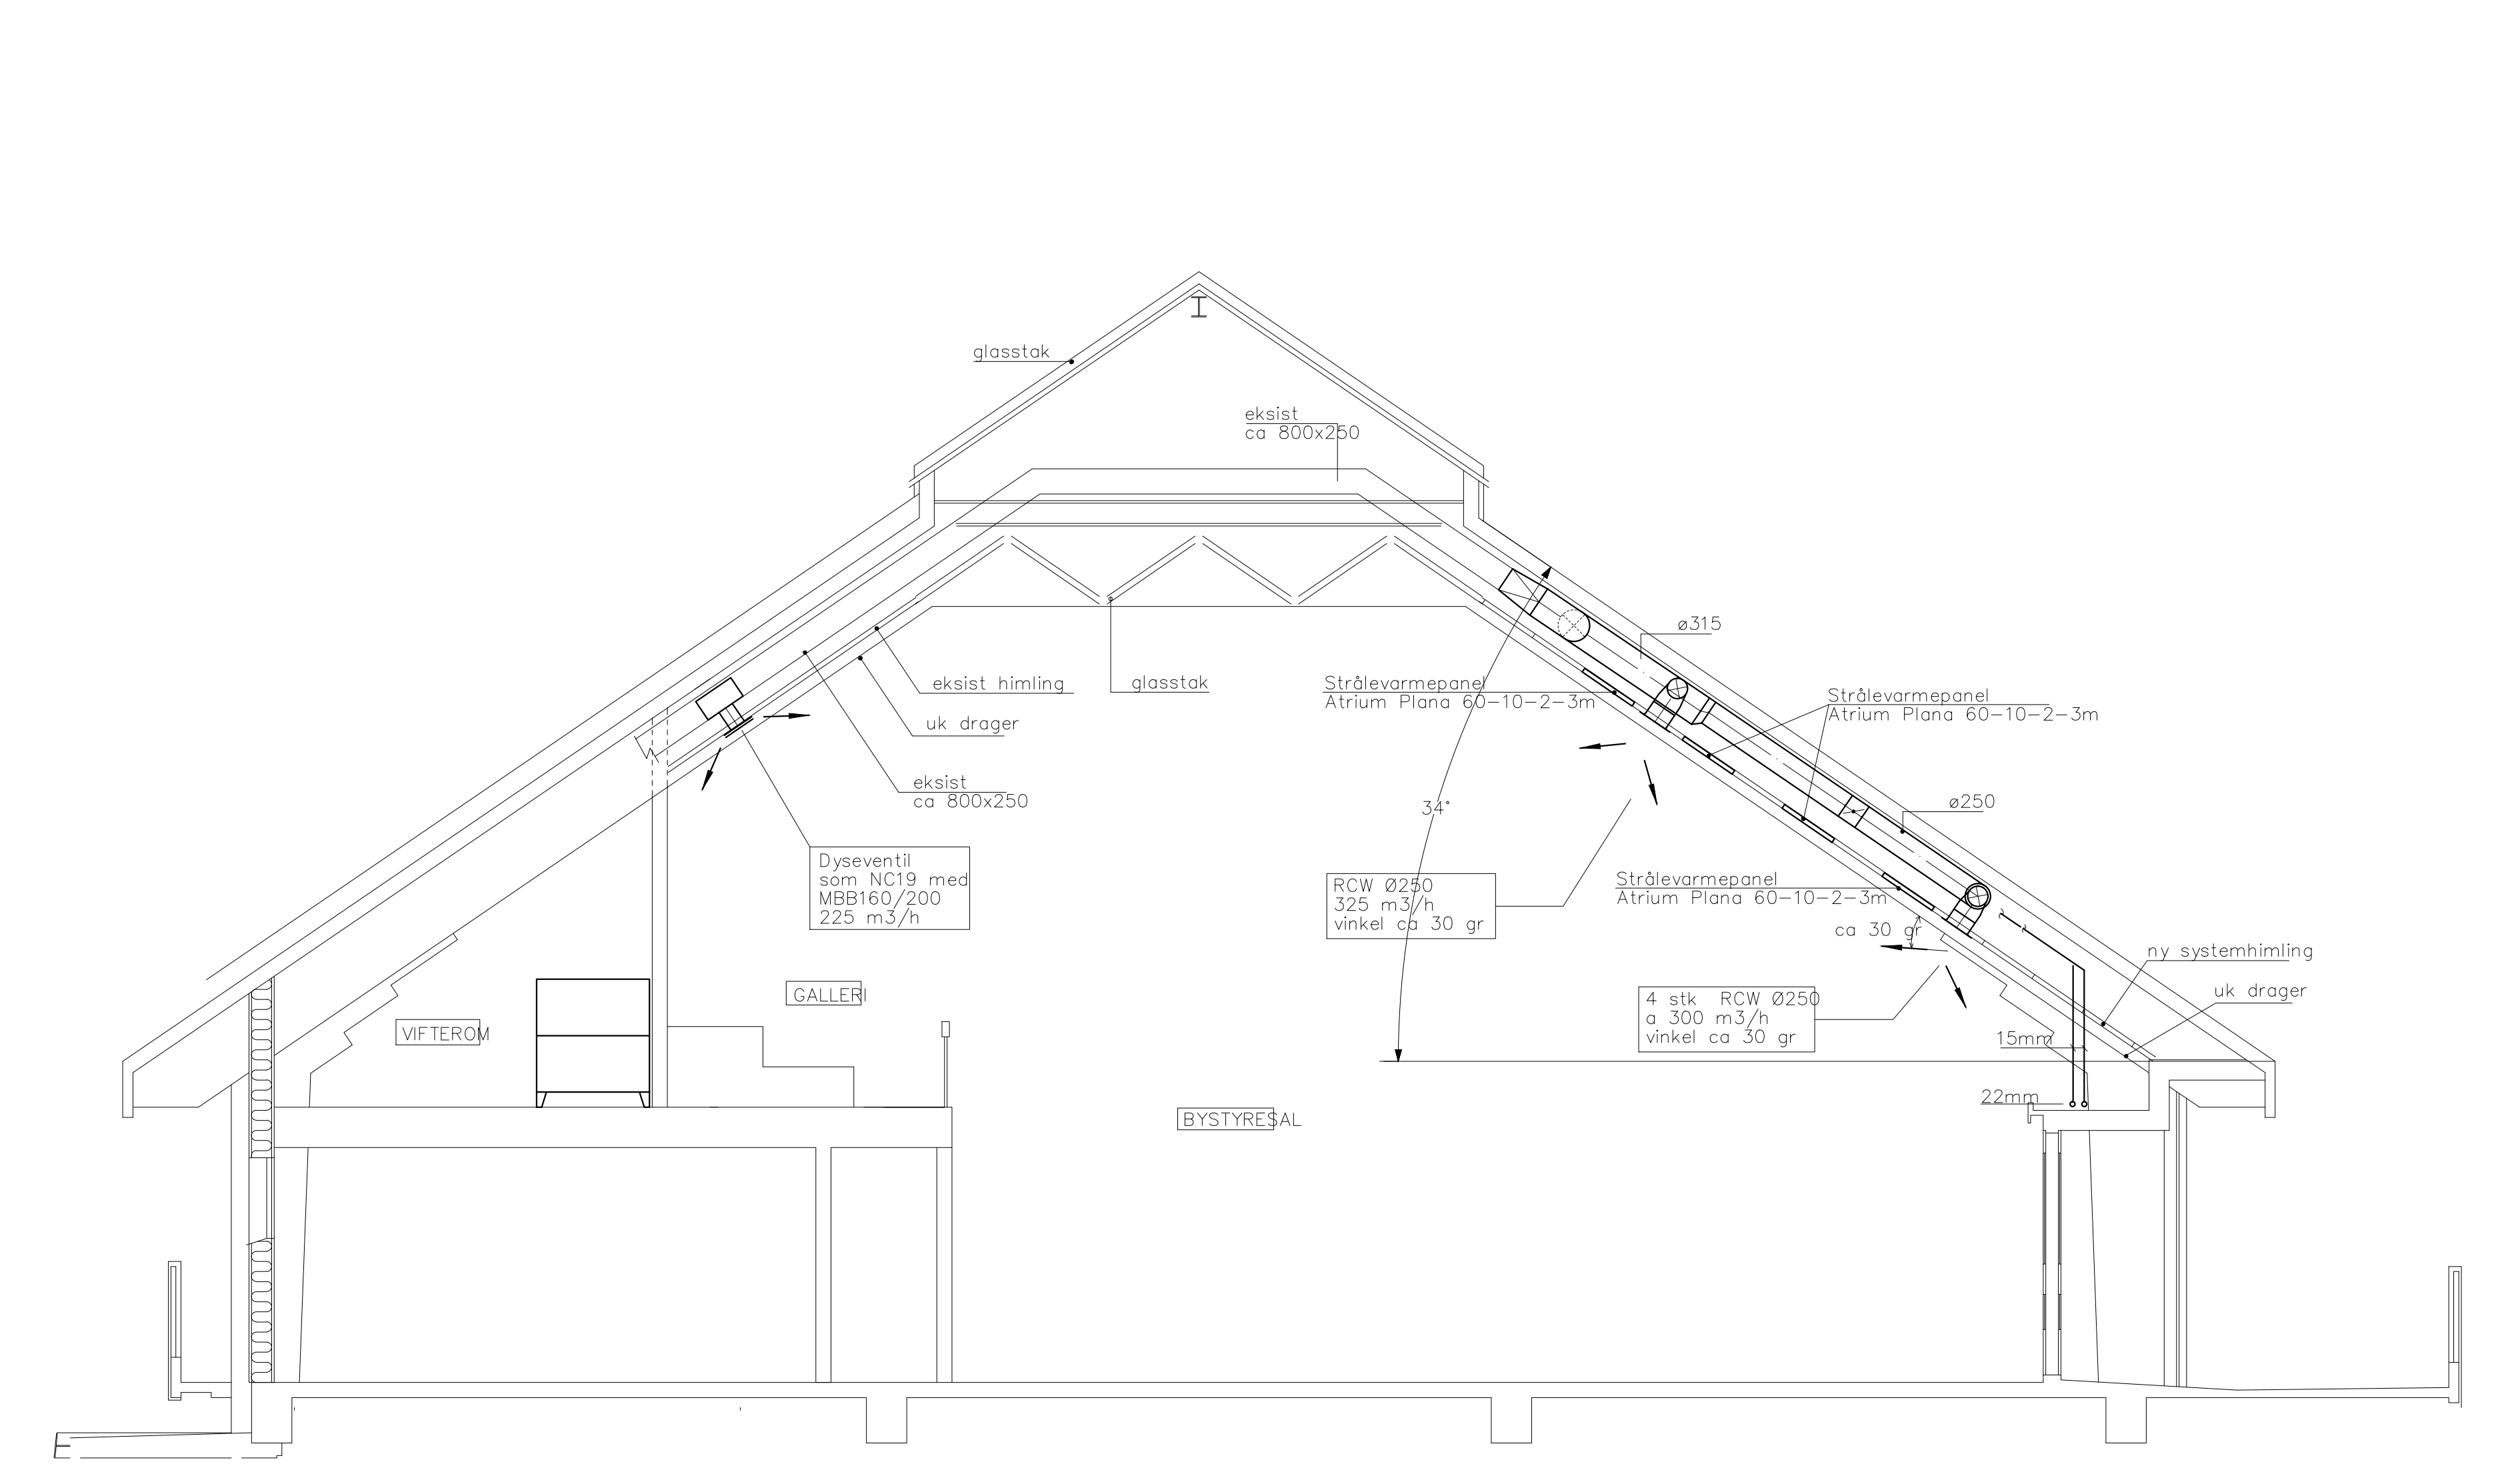 glasstak
eksist
ca 800x250
ø315
eksist himling
glasstak
Strålevarmepanel
Atrium Plana 60-10-2-3m
Strålevarmepanel
Atrium Plana 60-10-2-3m
uk drager
eksist
ca 800x250
34°
ø250
Dyseventil
som NC19 med
MBB160/200
225 m3/h
RCW Ø250
325 m3/h
vinkel ca 30 gr
Strålevarmepanel
Atrium Plana 60-10-2-3m
ca 30 gr
ny systemhimling
uk drager
GALLERI
VIFTEROM
4 stk  RCW Ø250
a 300 m3/h
vinkel ca 30 gr
15mm
22mm
BYSTYRESAL